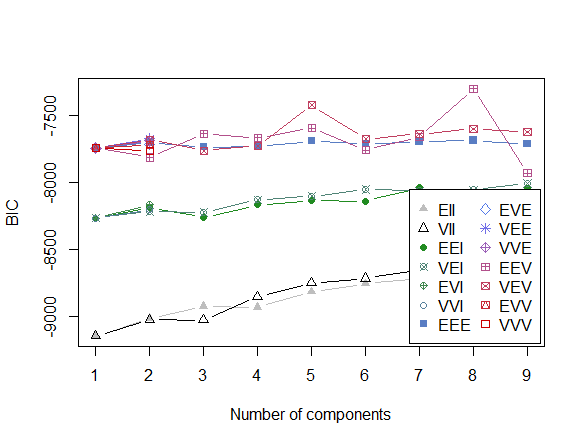 BIC
-7500
-8000
-8500
-9000
1 2 3 4 5 6 7 8 9
Number of components
EII EVE
VII VEE
EEI VVE
VEI EEV
EVI VEV
VVI EVV
EEE VVV